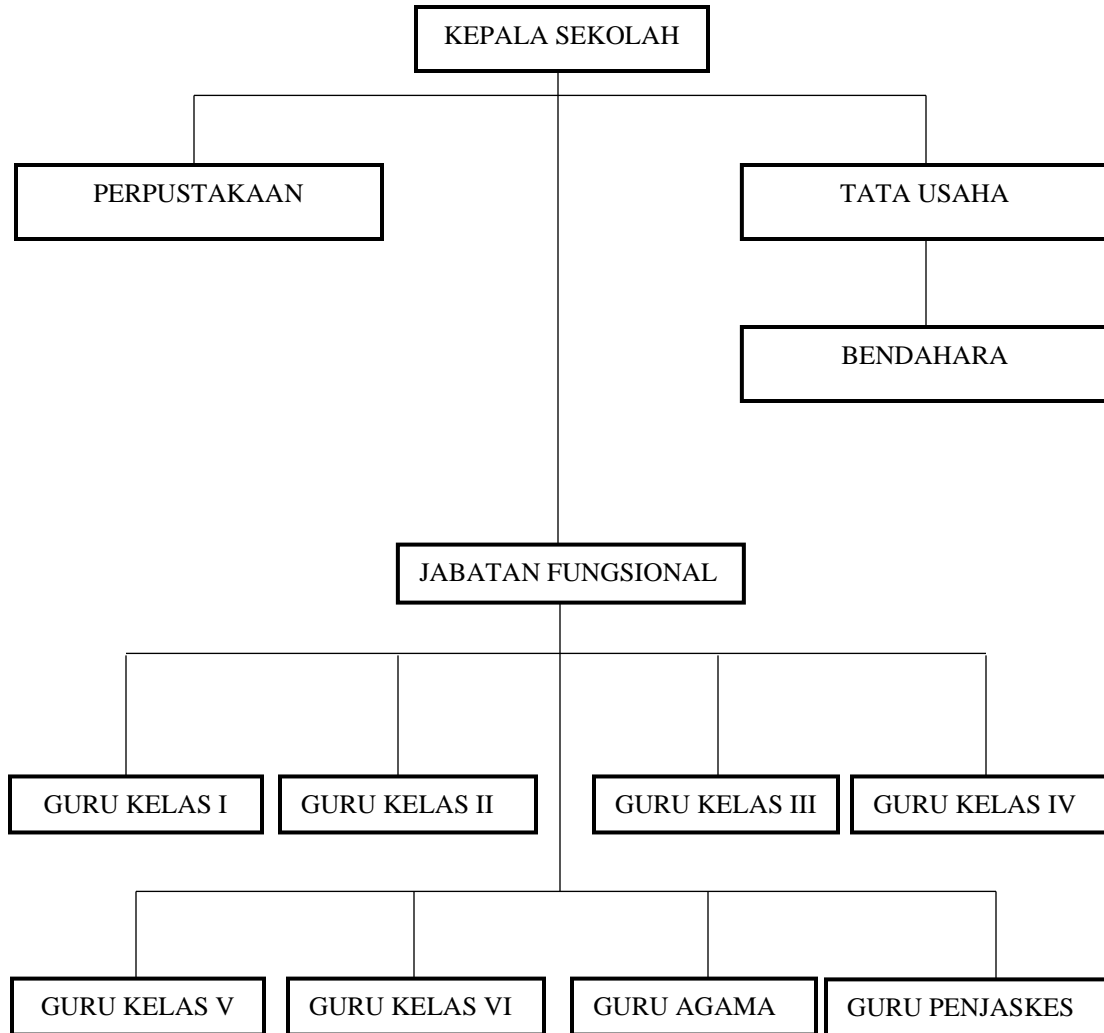 KEPALA SEKOLAH
PERPUSTAKAAN
TATA USAHA
BENDAHARA
JABATAN FUNGSIONAL
GURU KELAS I
GURU KELAS II
GURU KELAS III
GURU KELAS IV
GURU KELAS V
GURU KELAS VI
GURU AGAMA
GURU PENJASKES